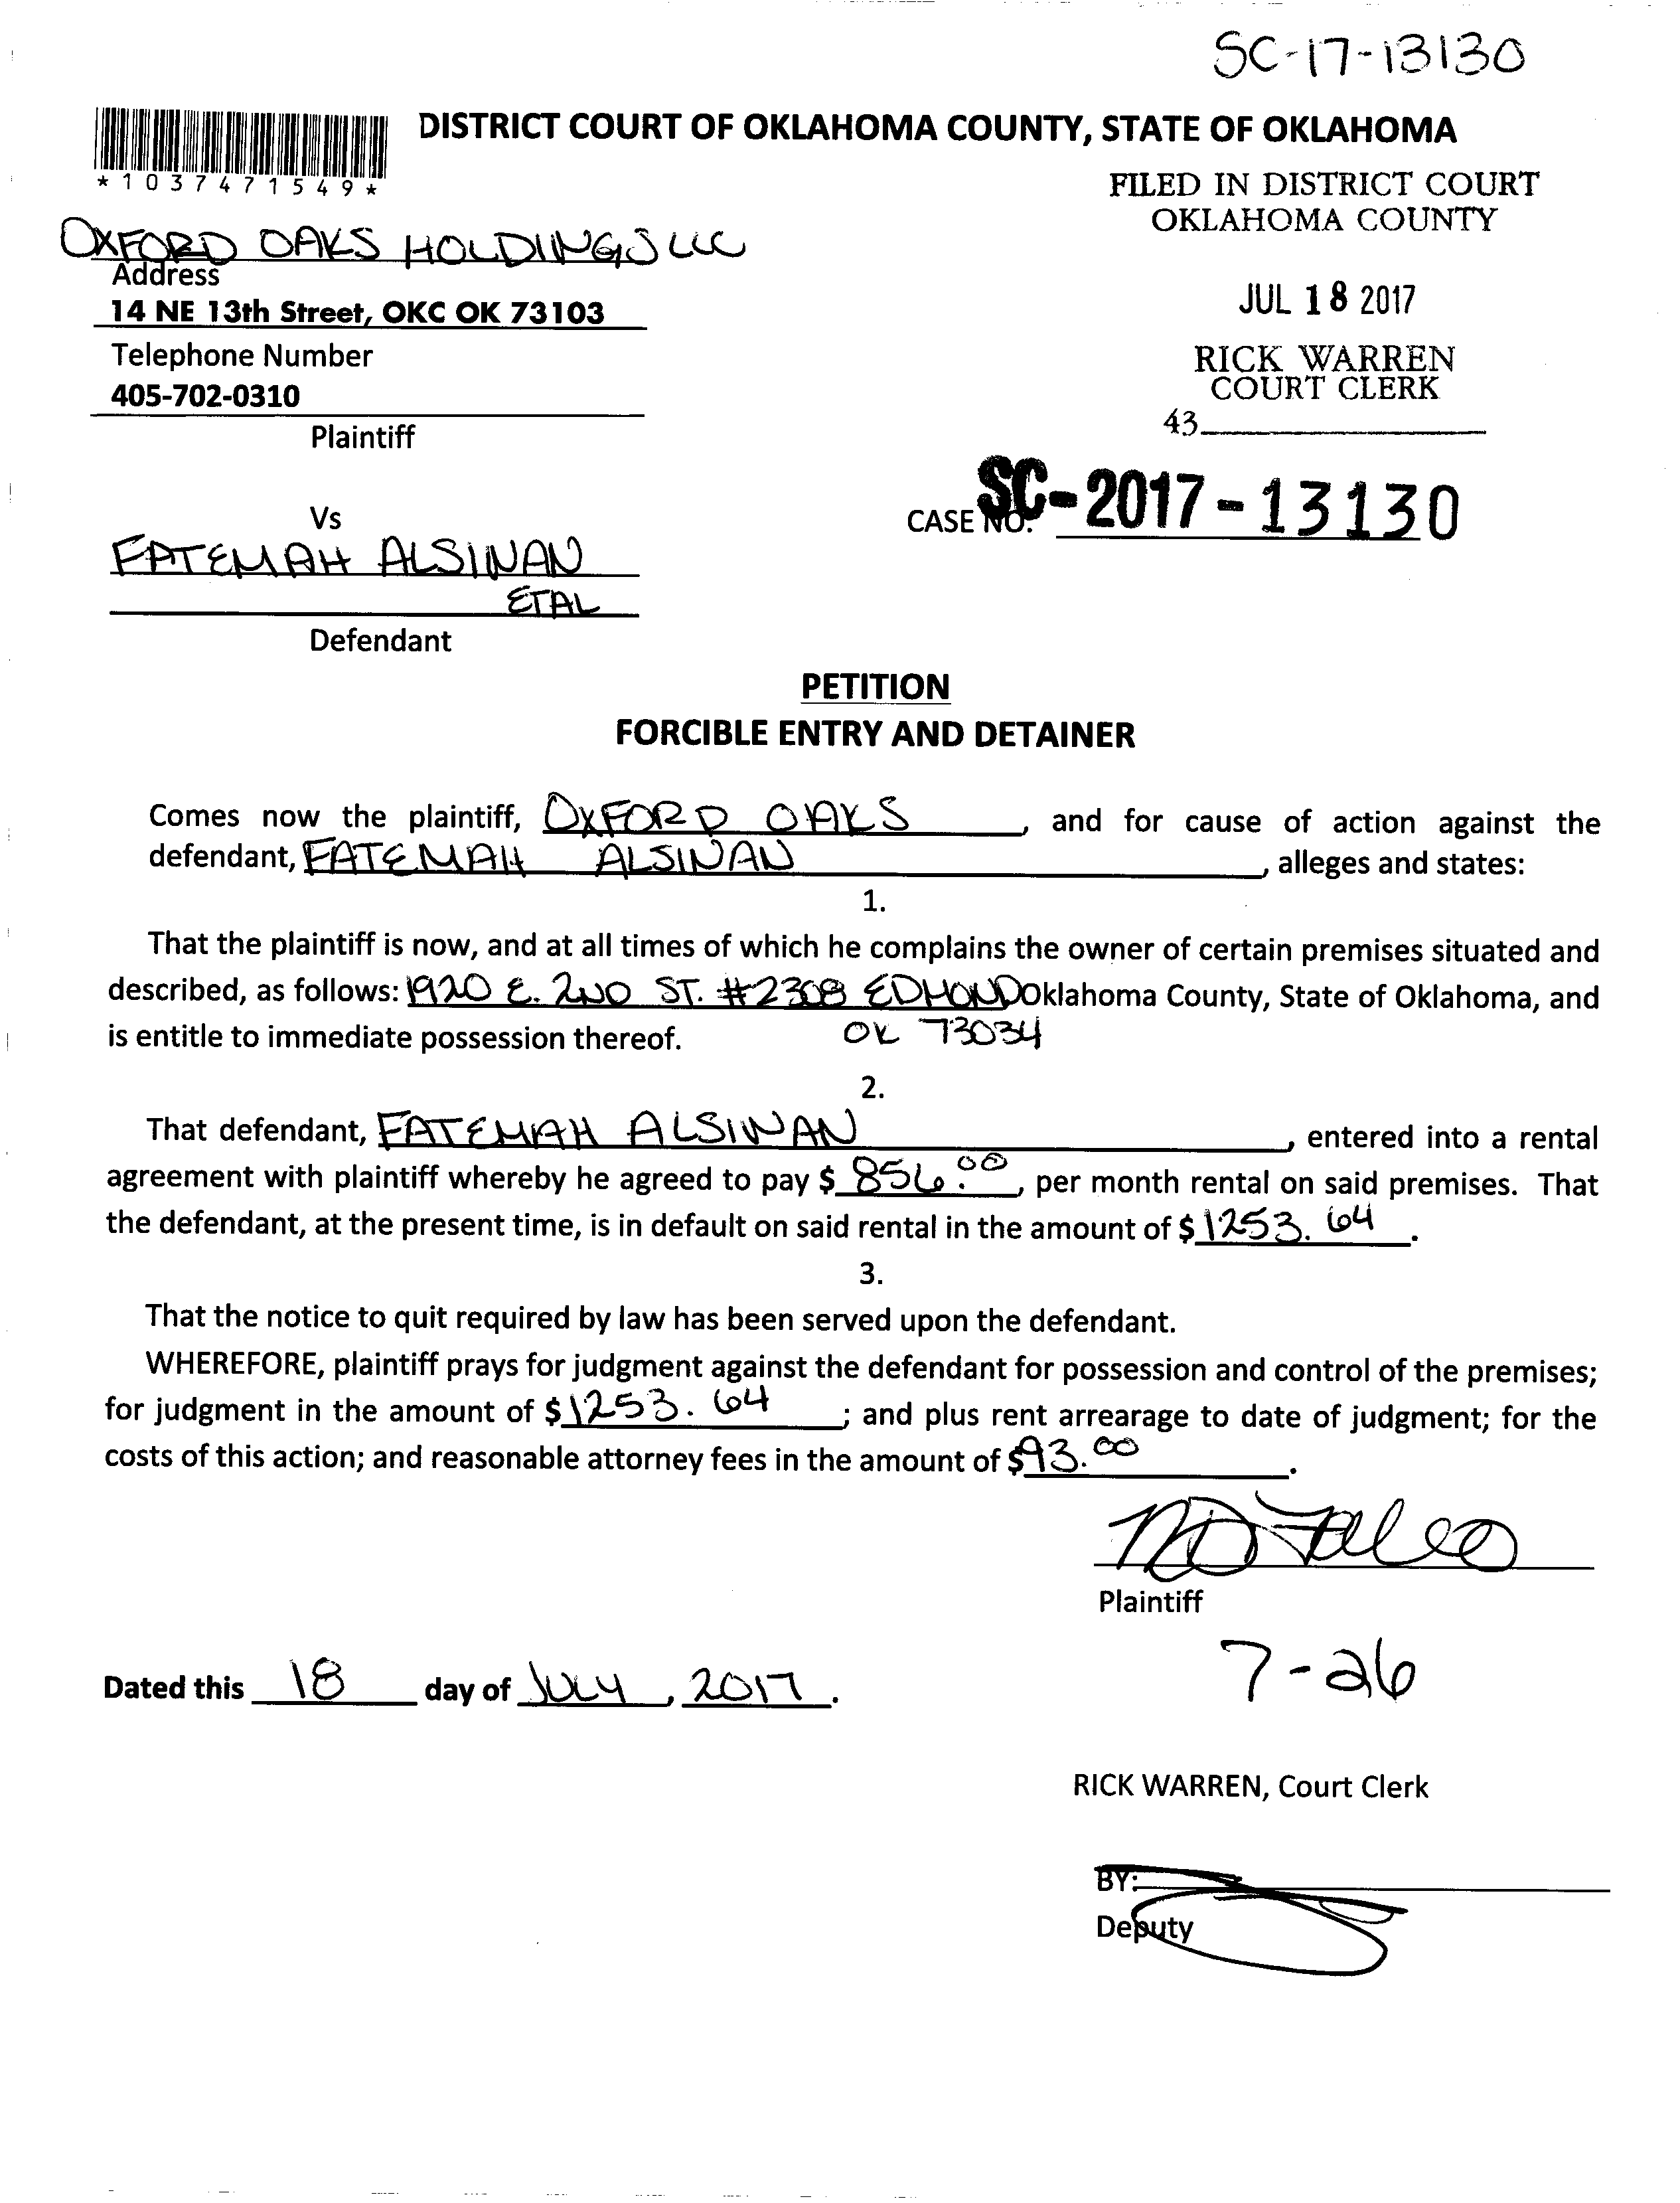 SC-17-13130
DISTRICT COURT OF OKLAHOMA COUNTY, STATE OF OKLAHOMA
*1037471549*
FILED IN DISTRICT COURT
OKLAHOMA COUNTY
OXFORD OAKS HOLDINGS LLC
Address
14 NE 13th Street, OKC OK 73103
JUL 18 2017
Telephone Number
405-702-0310
RICK WARREN
COURT CLERK
43
Plaintiff
CASE NO. SC-2017-13130
Vs
FATEMAH ALSINAN
ETAL
Defendant
PETITION
FORCIBLE ENTRY AND DETAINER
Comes now the plaintiff, OXFORD OAKS, and for cause of action against the
defendant, FATEMAH ALSINAN, alleges and states:
1.
That the plaintiff is now, and at all times of which he complains the owner of certain premises situated and
described, as follows: 1920 E. 2ND ST. #2308 EDMOND Oklahoma County, State of Oklahoma, and
is entitle to immediate possession thereof. OK 73034
2.
That defendant, FATEMAH ALSINAN, entered into a rental
agreement with plaintiff whereby he agreed to pay $ 856.00, per month rental on said premises. That
the defendant, at the present time, is in default on said rental in the amount of $ 1253.64.
3.
That the notice to quit required by law has been served upon the defendant.
WHEREFORE, plaintiff prays for judgment against the defendant for possession and control of the premises;
for judgment in the amount of $ 1253.64; and plus rent arrearage to date of judgment; for the
costs of this action; and reasonable attorney fees in the amount of $93.00.
Plaintiff
7-26
Dated this 18 day of JULY, 2017.
RICK WARREN, Court Clerk
BY:
Deputy